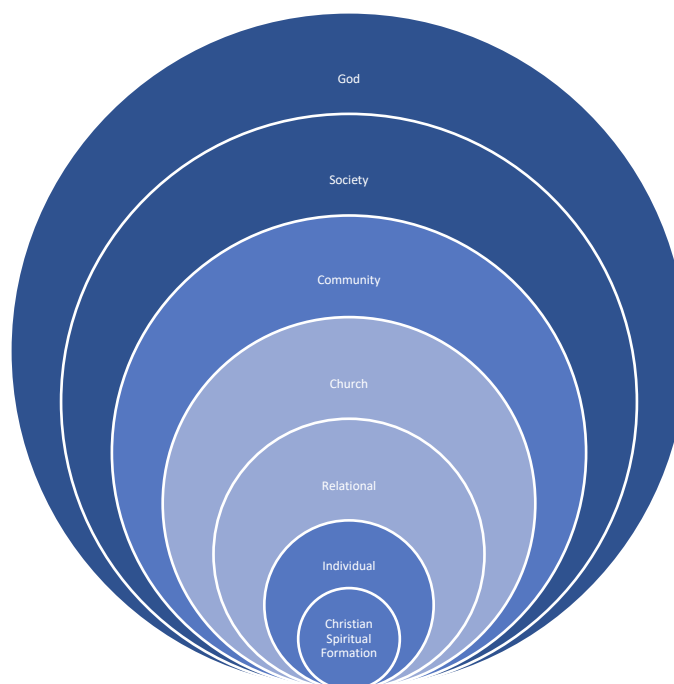 God
Society
Community
Church
Relational
Individual
Christian
Spiritual
Formation